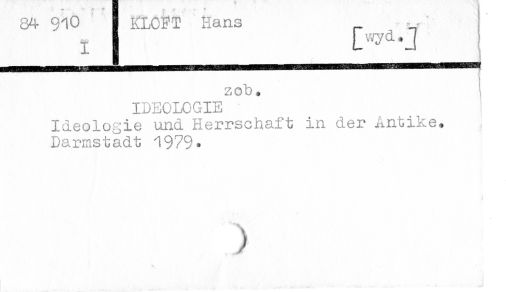 84 910
I
KLOFT Hans
[wyd.]
zob.
IDEOLOGIE
Ideologie und Herrschaft in der Antike.
Darmstadt 1979.